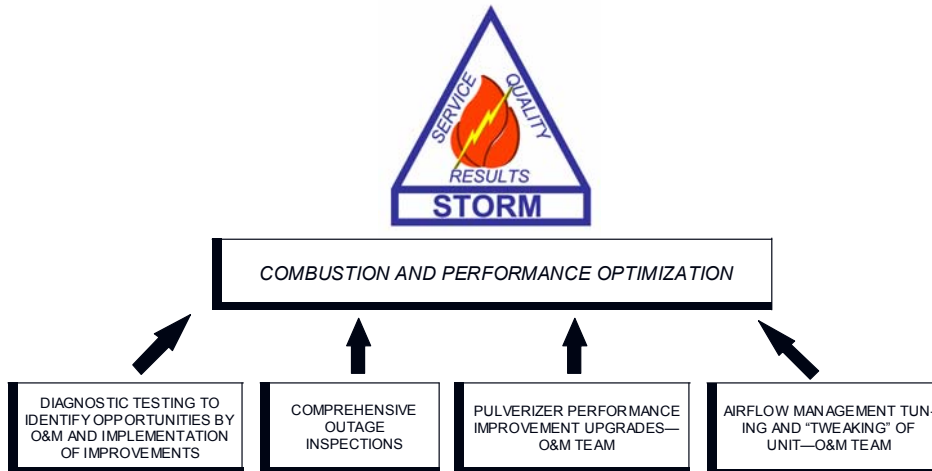 SERVICE
QUALITY
RESULTS
STORM
COMBUSTION AND PERFORMANCE OPTIMIZATION
DIAGNOSTIC TESTING TO
IDENTIFY OPPORTUNITIES BY
O&M AND IMPLEMENTATION
OF IMPROVEMENTS
COMPREHENSIVE
OUTAGE
INSPECTIONS
PULVERIZER PERFORMANCE
IMPROVEMENT UPGRADES—
O&M TEAM
AIRFLOW MANAGEMENT TUN-
ING AND “TWEAKING” OF
UNIT—O&M TEAM